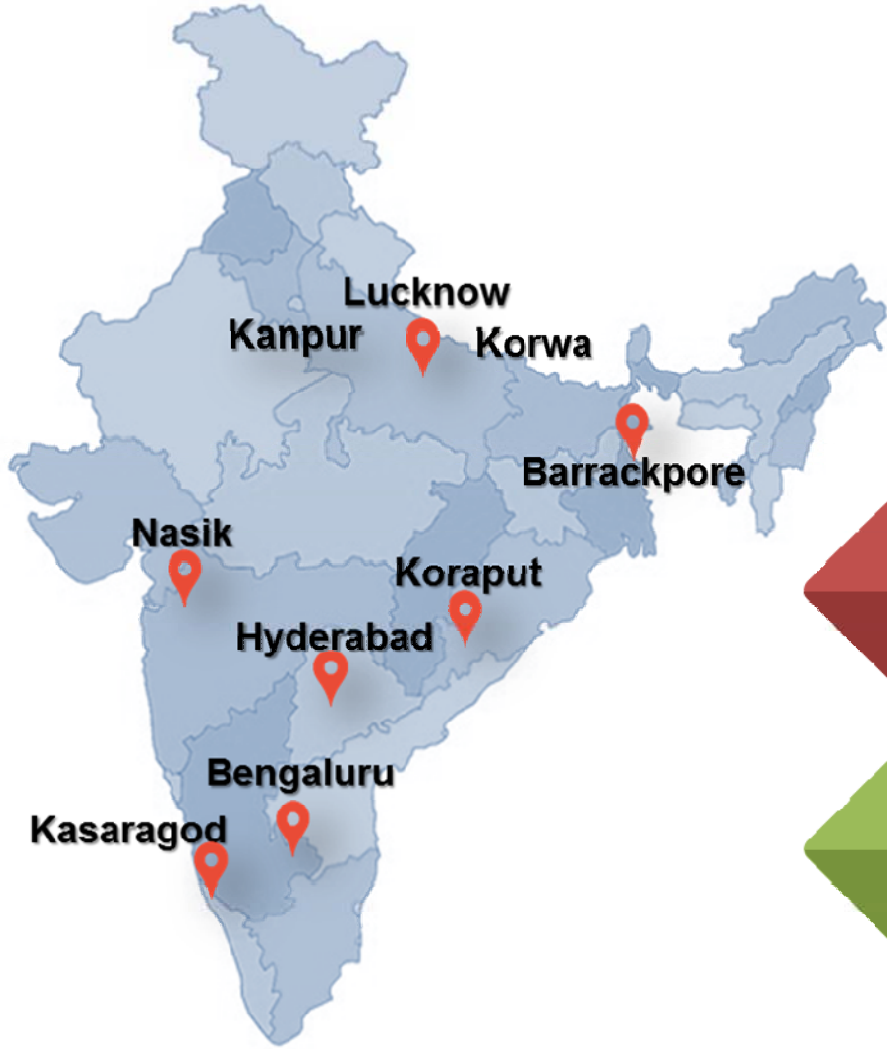 Lucknow
Kanpur
Korwa
Barrackpore
Nasik
Koraput
Hyderabad
Bengaluru
Kasaragod